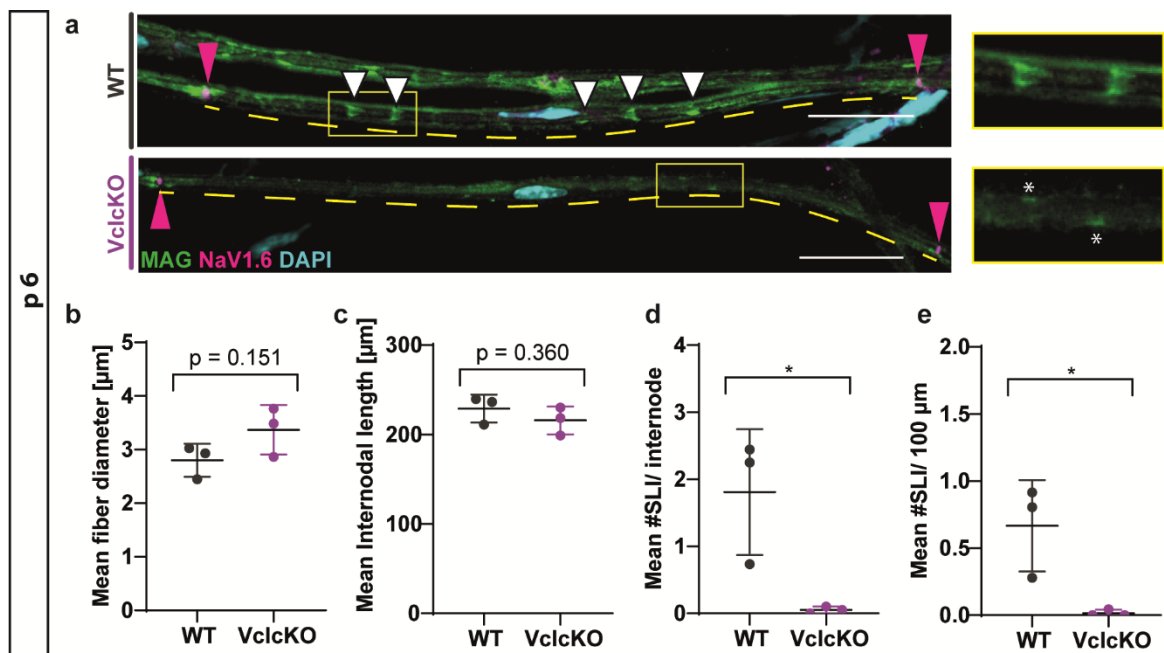 p6
a
WT
VclcKO
MAG NaV1.6 DAPI
*
*
b
Mean fiber diameter [µm]
5
4
3
2
1
0
p = 0.151
WT VclcKO
c
Mean Internodal length [µm]
300
200
100
0
p = 0.360
WT VclcKO
d
Mean #SLI/ internode
4
3
2
1
0
*
WT VclcKO
e
Mean #SLI/ 100 µm
2.0
1.5
1.0
0.5
0.0
*
WT VclcKO